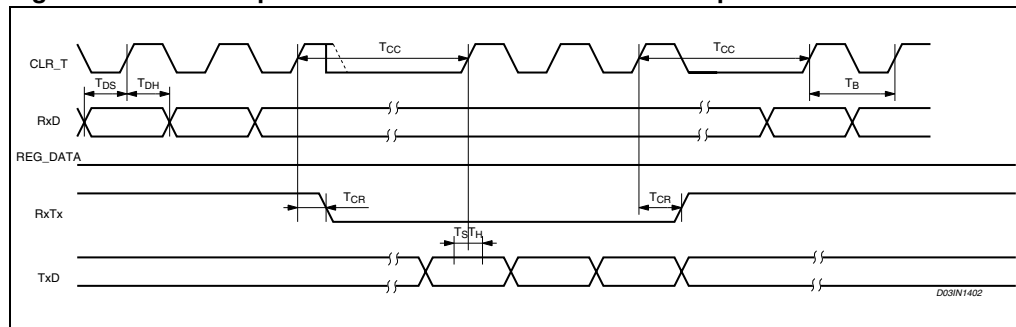 CLR_T
TCC
TCC
TDS
TDH
TB
RxD
REG_DATA
RxTx
TCR
TCR
TS
TH
TxD
D03IN1402